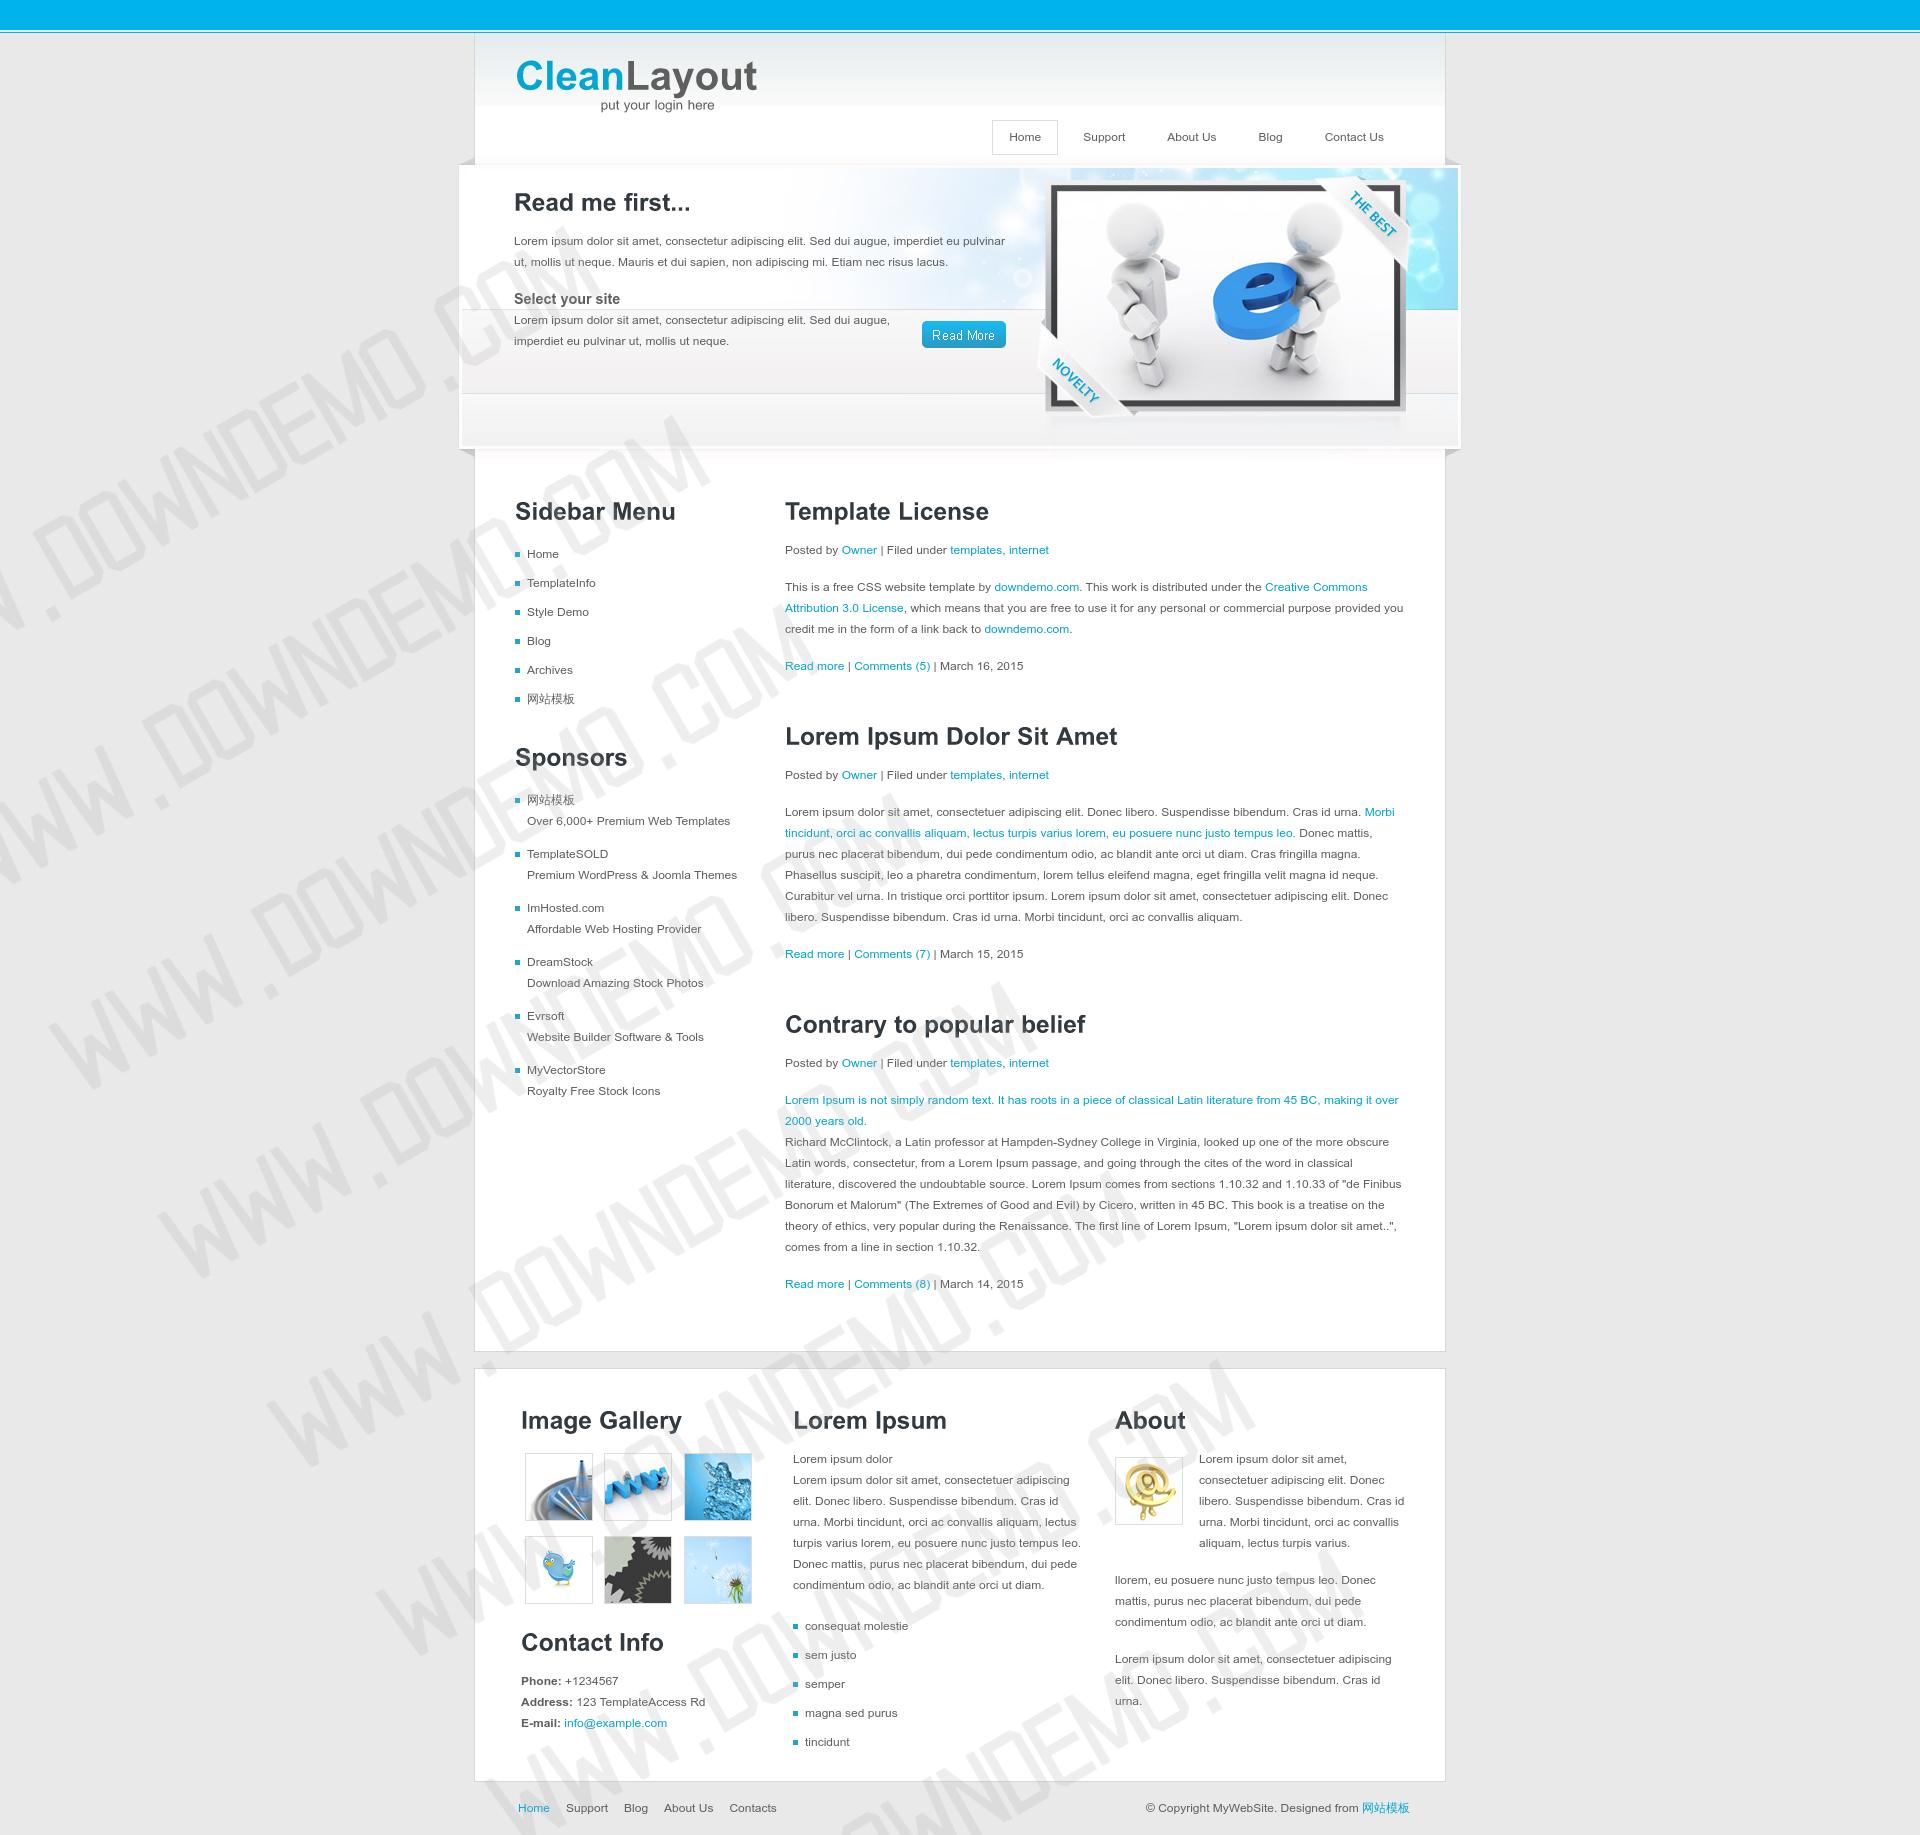 CleanLayout
put your login here
Home Support About Us Blog Contact Us
Read me first...
Lorem ipsum dolor sit amet, consectetur adipiscing elit. Sed dui augue, imperdiet eu pulvinar
ut, mollis ut neque. Mauris et dui sapien, non adipiscing mi. Etiam nec risus lacus.
Select your site
Lorem ipsum dolor sit amet, consectetur adipiscing elit. Sed dui augue,
imperdiet eu pulvinar ut, mollis ut neque.
Read More
THE BEST
NOVELTY
Sidebar Menu
Home
TemplateInfo
Style Demo
Blog
Archives
网站模板
Sponsors
网站模板
Over 6,000+ Premium Web Templates
TemplateSOLD
Premium WordPress & Joomla Themes
ImHosted.com
Affordable Web Hosting Provider
DreamStock
Download Amazing Stock Photos
Evrsoft
Website Builder Software & Tools
MyVectorStore
Royalty Free Stock Icons
Template License
Posted by Owner | Filed under templates, internet
This is a free CSS website template by downdemo.com. This work is distributed under the Creative Commons
Attribution 3.0 License, which means that you are free to use it for any personal or commercial purpose provided you
credit me in the form of a link back to downdemo.com.
Read more | Comments (5) | March 16, 2015
Lorem Ipsum Dolor Sit Amet
Posted by Owner | Filed under templates, internet
Lorem ipsum dolor sit amet, consectetuer adipiscing elit. Donec libero. Suspendisse bibendum. Cras id urna. Morbi
tincidunt, orci ac convallis aliquam, lectus turpis varius lorem, eu posuere nunc justo tempus leo. Donec mattis,
purus nec placerat bibendum, dui pede condimentum odio, ac blandit ante orci ut diam. Cras fringilla magna.
Phasellus suscipit, leo a pharetra condimentum, lorem tellus eleifend magna, eget fringilla velit magna id neque.
Curabitur vel urna. In tristique orci porttitor ipsum. Lorem ipsum dolor sit amet, consectetuer adipiscing elit. Donec
libero. Suspendisse bibendum. Cras id urna. Morbi tincidunt, orci ac convallis aliquam.
Read more | Comments (7) | March 15, 2015
Contrary to popular belief
Posted by Owner | Filed under templates, internet
Lorem Ipsum is not simply random text. It has roots in a piece of classical Latin literature from 45 BC, making it over
2000 years old.
Richard McClintock, a Latin professor at Hampden-Sydney College in Virginia, looked up one of the more obscure
Latin words, consectetur, from a Lorem Ipsum passage, and going through the cites of the word in classical
literature, discovered the undoubtable source. Lorem Ipsum comes from sections 1.10.32 and 1.10.33 of "de Finibus
Bonorum et Malorum" (The Extremes of Good and Evil) by Cicero, written in 45 BC. This book is a treatise on the
theory of ethics, very popular during the Renaissance. The first line of Lorem Ipsum, "Lorem ipsum dolor sit amet..",
comes from a line in section 1.10.32.
Read more | Comments (8) | March 14, 2015
Image Gallery
Contact Info
Phone: +1234567
Address: 123 TemplateAccess Rd
E-mail: info@example.com
Lorem Ipsum
Lorem ipsum dolor
Lorem ipsum dolor sit amet, consectetuer adipiscing
elit. Donec libero. Suspendisse bibendum. Cras id
urna. Morbi tincidunt, orci ac convallis aliquam, lectus
turpis varius lorem, eu posuere nunc justo tempus leo.
Donec mattis, purus nec placerat bibendum, dui pede
condimentum odio, ac blandit ante orci ut diam.
consequat molestie
sem justo
semper
magna sed purus
tincidunt
About
Lorem ipsum dolor sit amet,
consectetuer adipiscing elit. Donec
libero. Suspendisse bibendum. Cras id
urna. Morbi tincidunt, orci ac convallis
aliquam, lectus turpis varius.
llorem, eu posuere nunc justo tempus leo. Donec
mattis, purus nec placerat bibendum, dui pede
condimentum odio, ac blandit ante orci ut diam.
Lorem ipsum dolor sit amet, consectetuer adipiscing
elit. Donec libero. Suspendisse bibendum. Cras id
urna.
Home Support Blog About Us Contacts
© Copyright MyWebSite. Designed from 网站模板
WWW.DOWNDEMO.COM
WWW.DOWNDEMO.COM
WWW.DOWNDEMO.COM
WWW.DOWNDEMO.COM
WWW.DOWNDEMO.COM
WWW.DOWNDEMO.COM
WWW.DOWNDEMO.COM